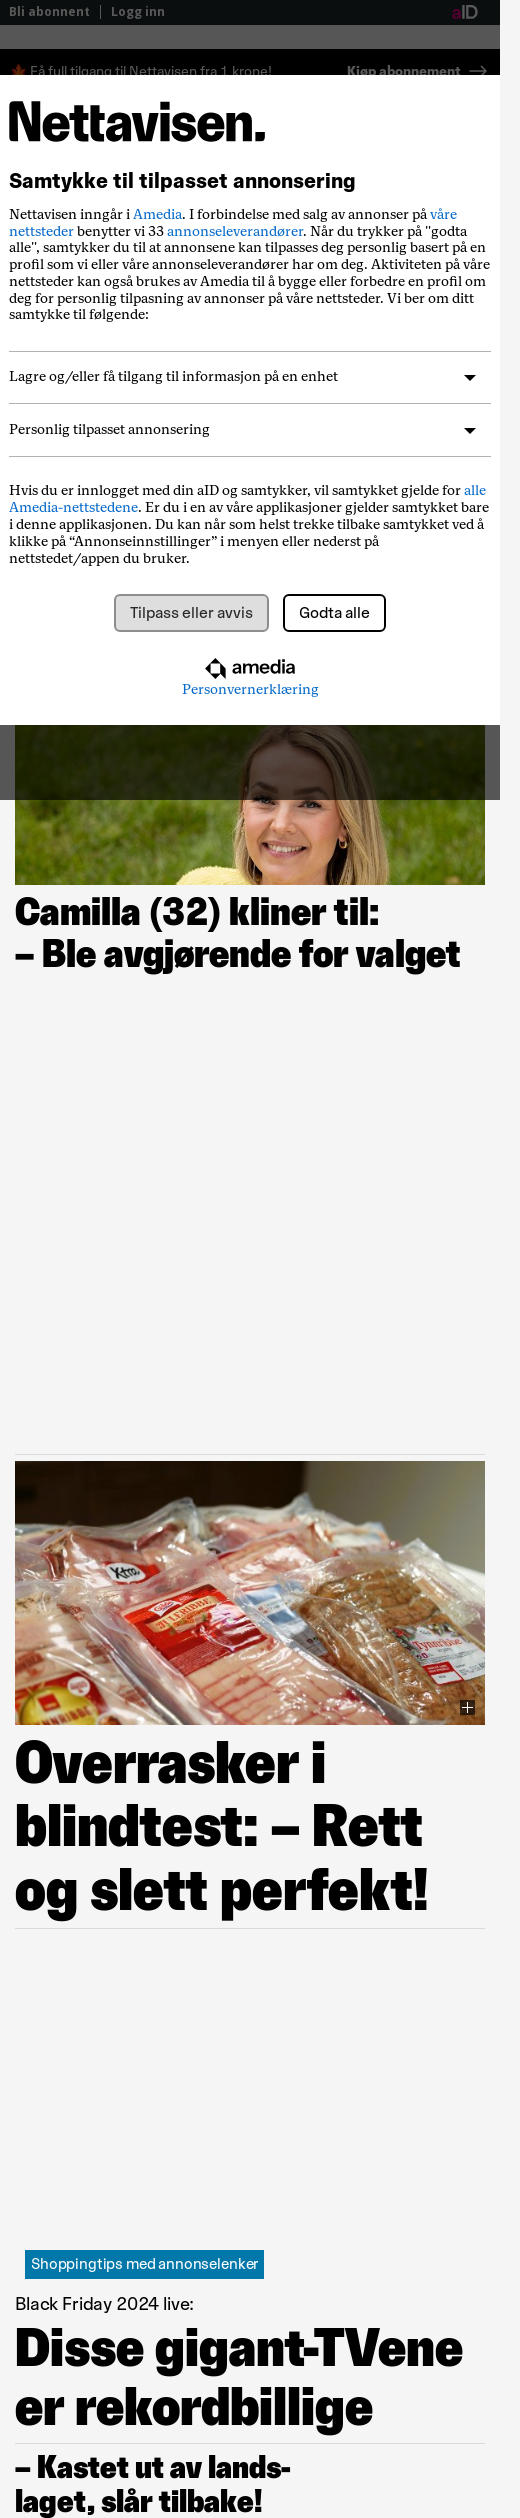 Bli abonnent | Logg inn
aID
Få full tilgang til Nettavisen fra 1 krone!
Kjøp abonnement →
Nettavisen.
Samtykke til tilpasset annonsering
Nettavisen inngår i Amedia. I forbindelse med salg av annonser på våre
nettsteder benytter vi 33 annonseleverandører. Når du trykker på "godta
alle", samtykker du til at annonsene kan tilpasses deg personlig basert på en
profil som vi eller våre annonseleverandører har om deg. Aktiviteten på våre
nettsteder kan også brukes av Amedia til å bygge eller forbedre en profil om
deg for personlig tilpasning av annonser på våre nettsteder. Vi ber om ditt
samtykke til følgende:
Lagre og/eller få tilgang til informasjon på en enhet
Personlig tilpasset annonsering
Hvis du er innlogget med din aID og samtykker, vil samtykket gjelde for alle
Amedia-nettstedene. Er du i en av våre applikasjoner gjelder samtykket bare
i denne applikasjonen. Du kan når som helst trekke tilbake samtykket ved å
klikke på “Annonseinnstillinger” i menyen eller nederst på
nettstedet/appen du bruker.
Tilpass eller avvis
Godta alle
amedia
Personvernerklæring
Camilla (32) kliner til:
– Ble avgjørende for valget
Xtra
Overrasker i
blindtest: – Rett
og slett perfekt!
Shoppingtips med annonselenker
Black Friday 2024 live:
Disse gigant-TVene
er rekordbillige
– Kastet ut av lands-
laget, slår tilbake!